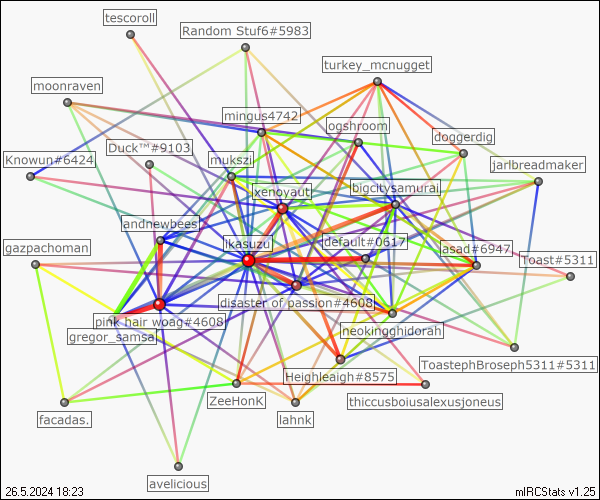 tescoroll
Random Stuf6#5983
turkey_mcnugget
moonraven
mingus4742
ogshroom
doggerdig
Duck™#9103
Knowun#6424
mukszi
jarlbreadmaker
xenoyaut
bigcitysamurai
andnewbees
lkasuzu
default#0617
asad#6947
gazpachoman
Toast#5311
disaster of passion#4608
pink hair woag#4608
neokingghidorah
gregor_samsa
ToastephBroseph5311#5311
Heighleaigh#8575
ZeeHonK
thiccusboiusalexusjoneus
facadas.
lahnk
avelicious
26.5.2024 18:23
mIRCStats v1.25